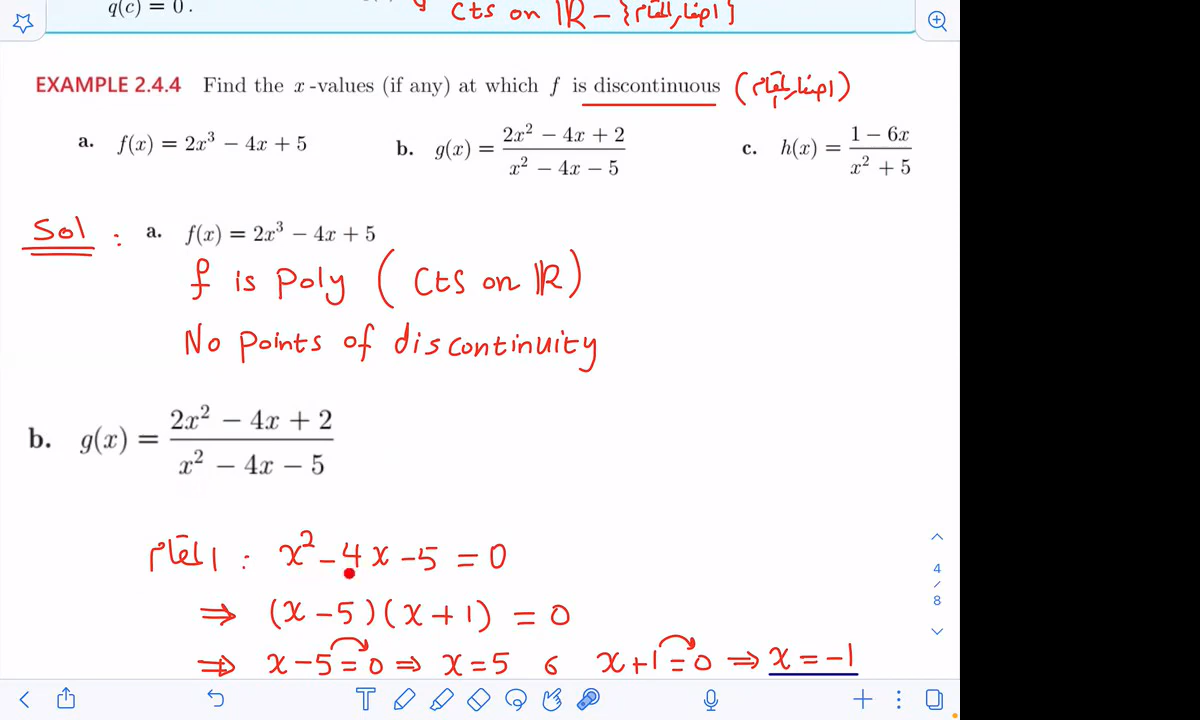 q(c) = 0 .
Cts on ℝ − {اصفار المقام}
EXAMPLE 2.4.4 Find the x-values (if any) at which f is discontinuous (اصفار المقام)
a. f(x) = 2x³ − 4x + 5 b. g(x) = (2x² − 4x + 2)/(x² − 4x − 5) c. h(x) = (1 − 6x)/(x² + 5)
Sol : a. f(x) = 2x³ − 4x + 5
f is Poly ( Cts on ℝ )
No Points of discontinuity
b. g(x) = (2x² − 4x + 2)/(x² − 4x − 5)
المقام : x² − 4x − 5 = 0
⇒ (x − 5)(x + 1) = 0
⇒ x − 5 = 0 ⇒ x = 5 ، x + 1 = 0 ⇒ x = −1
4
/
8
T